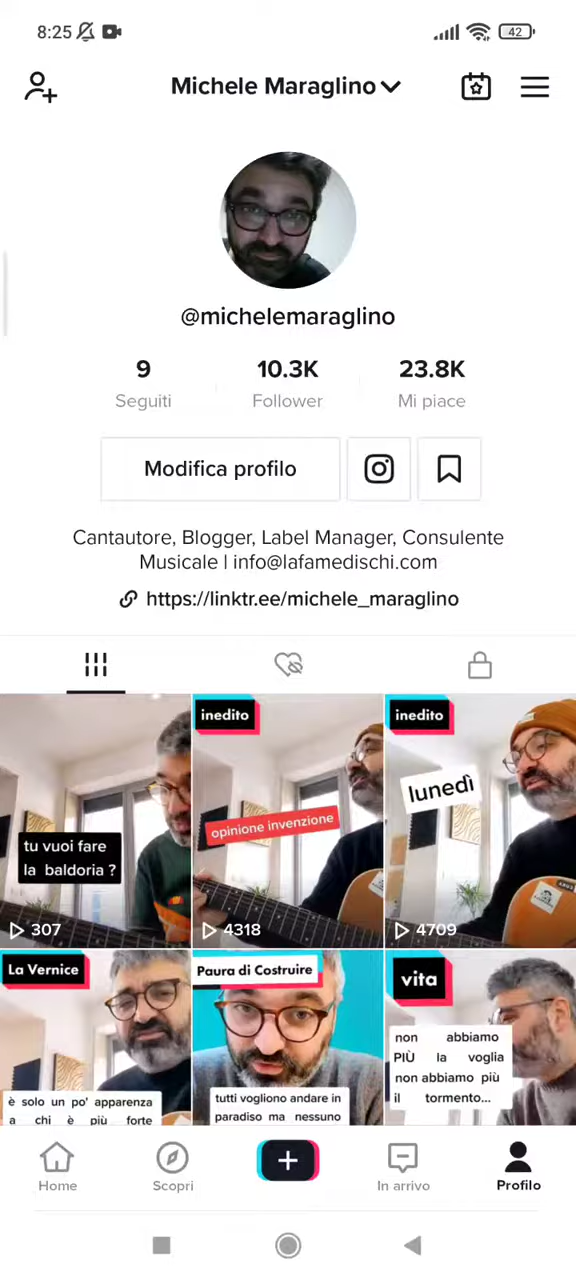 8:25
42
Michele Maraglino
@michelemaraglino
9 10.3K 23.8K
Seguiti Follower Mi piace
Modifica profilo
Cantautore, Blogger, Label Manager, Consulente
Musicale | info@lafamedischi.com
https://linktr.ee/michele_maraglino
tu vuoi fare
la baldoria ?
307
inedito
opinione invenzione
4318
inedito
lunedì
4709
La Vernice
è solo un po' apparenza
a chi è più forte
Paura di Costruire
tutti vogliono andare in
paradiso ma nessuno
vita
non abbiamo
PIÙ la voglia
non abbiamo più
il tormento...
Home Scopri In arrivo Profilo